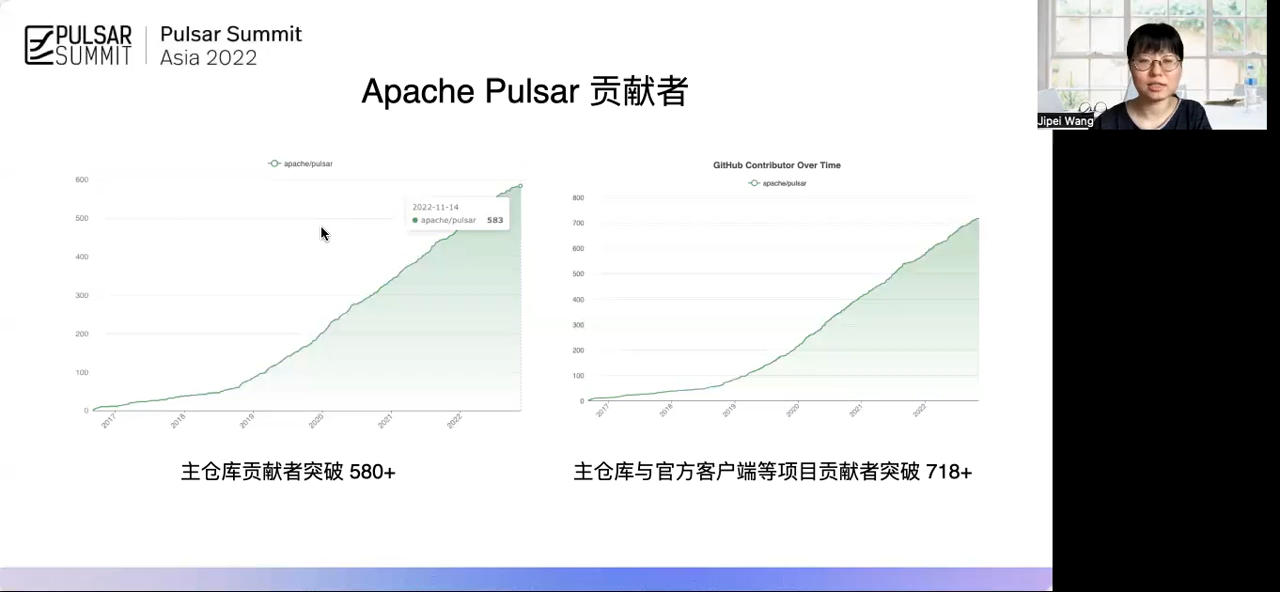 PULSAR
SUMMIT
Pulsar Summit
Asia 2022
Apache Pulsar 贡献者
Jipei Wang
apache/pulsar
600
500
400
300
200
100
0
2017
2018
2019
2020
2021
2022
2022-11-14
apache/pulsar 583
主仓库贡献者突破 580+
GitHub Contributor Over Time
apache/pulsar
800
700
600
500
400
300
200
100
0
2017
2018
2019
2020
2021
2022
主仓库与官方客户端等项目贡献者突破 718+